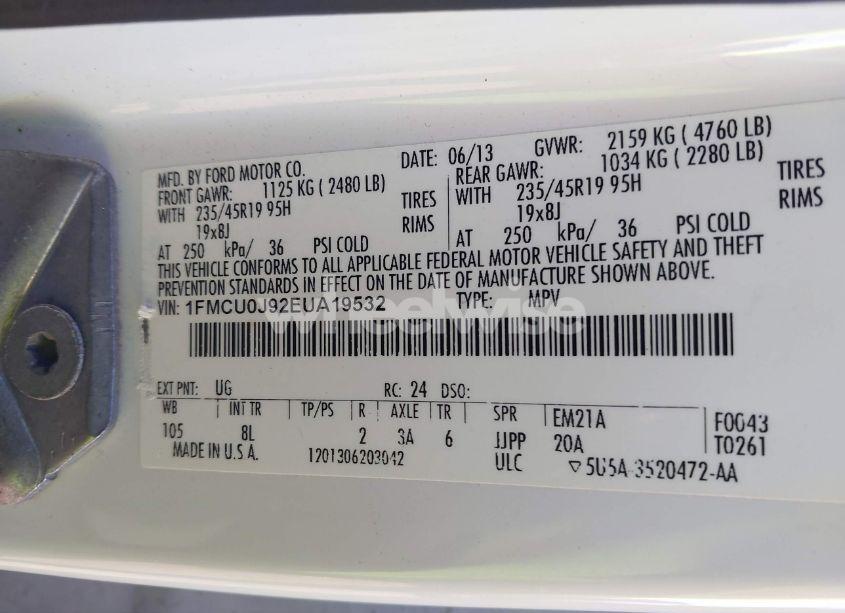 MFD. BY FORD MOTOR CO.
DATE: 06/13 GVWR: 2159 KG ( 4760 LB)
FRONT GAWR: 1125 KG ( 2480 LB)
REAR GAWR: 1034 KG ( 2280 LB)
WITH 235/45R19 95H TIRES
WITH 235/45R19 95H TIRES
19x8J RIMS
19x8J RIMS
AT 250 kPa/ 36 PSI COLD
AT 250 kPa/ 36 PSI COLD
THIS VEHICLE CONFORMS TO ALL APPLICABLE FEDERAL MOTOR VEHICLE SAFETY AND THEFT
PREVENTION STANDARDS IN EFFECT ON THE DATE OF MANUFACTURE SHOWN ABOVE.
VIN: 1FMCU0J92EUA19532 TYPE: MPV
wheelwise
EXT PNT: UG RC: 24 DSO:
WB INT TR TP/PS R AXLE TR SPR EM21A F0043
105 8L 2 3A 6 JJPP 20A T0261
MADE IN U.S.A. 1201306203042 ULC ▽5U5A-3520472-AA